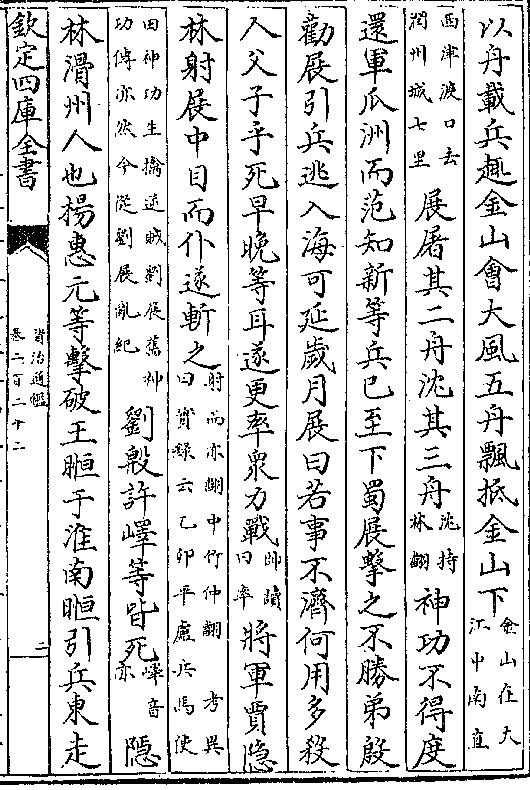 以舟載兵趣金山會大風五舟飄抵金山下金山在大江中南直
西津渡口去潤州城七里展屠其二舟沈其三舟沈持林翻神功不得度
還軍瓜洲而范知新等兵已至下蜀展擊之不勝弟殷
勸展引兵逃入海可延歲月展曰若事不濟何用多殺
人父子乎死早晚等耳遂更率衆力戰帥讀曰率將軍賈隐
林射展中目而仆遂斬之射而亦翻中竹仲翻考異曰實録云乙卯平盧兵馬使
田神功生擒逆賊劉展舊神功傳亦然今從劉展亂紀劉殷許嶧等皆死嶧音亦隱
林滑州人也楊惠元等擊破王暅于淮南暅引兵東走
欽定四庫全書
資治通鑑
卷二百二十二
二